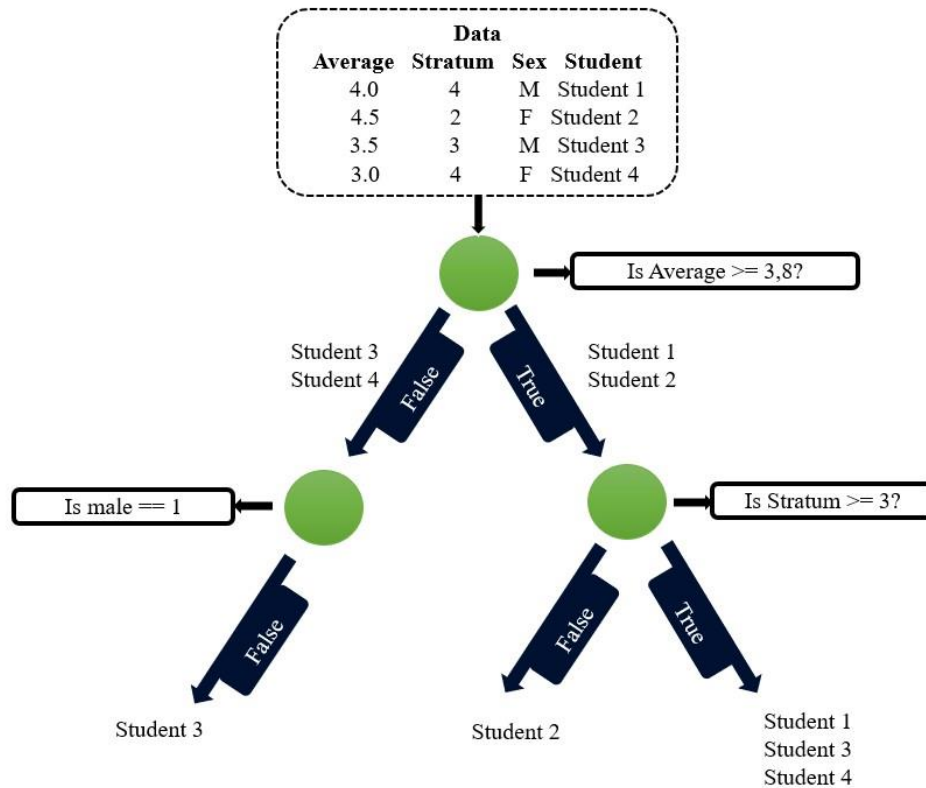 Data
Average Stratum Sex Student
4.0 4 M Student 1
4.5 2 F Student 2
3.5 3 M Student 3
3.0 4 F Student 4
Is Average >= 3,8?
Student 3
Student 4
False
True
Student 1
Student 2
Is male == 1
Is Stratum >= 3?
False
False
True
Student 3
Student 2
Student 1
Student 3
Student 4